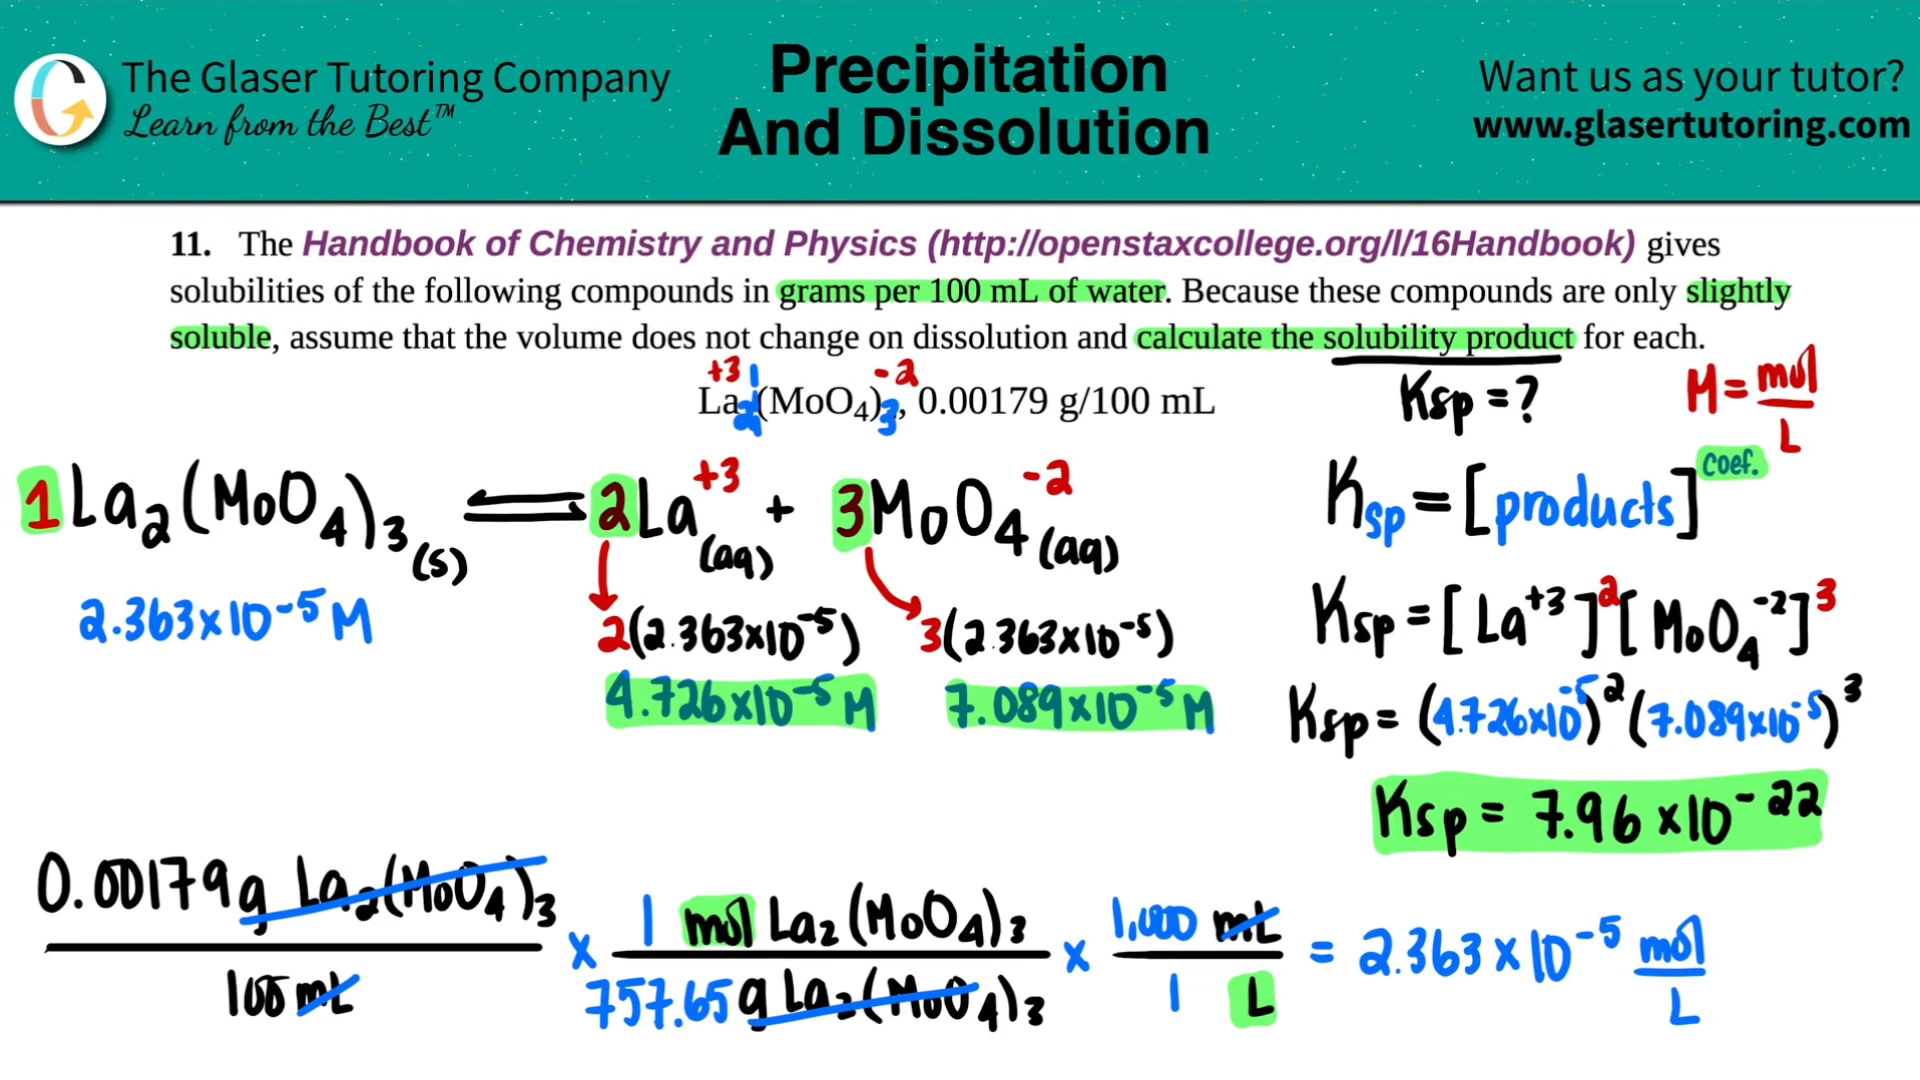 The Glaser Tutoring Company
Learn from the Best™
Precipitation
And Dissolution
Want us as your tutor?
www.glasertutoring.com
11. The Handbook of Chemistry and Physics (http://openstaxcollege.org/l/16Handbook) gives
solubilities of the following compounds in grams per 100 mL of water. Because these compounds are only slightly
soluble, assume that the volume does not change on dissolution and calculate the solubility product for each.
+3 1 -2
La2(MoO4)3, 0.00179 g/100 mL
Ksp = ?
M = mol/L
1La2(MoO4)3(s) ⇌ 2La+3(aq) + 3MoO4-2(aq)
Ksp = [products]coef.
2.363x10-5 M
2(2.363x10-5)
3(2.363x10-5)
Ksp = [La+3]2[MoO4-2]3
4.726x10-5 M
7.089x10-5 M
Ksp = (4.726x10-5)2(7.089x10-5)3
Ksp = 7.96x10-22
0.00179g La2(MoO4)3 x 1 mol La2(MoO4)3 x 1,000 mL = 2.363x10-5 mol
100 mL 757.65g La2(MoO4)3 1 L L